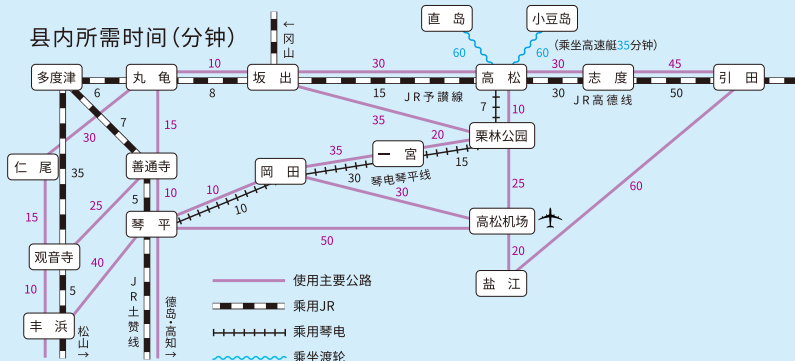 县内所需时间(分钟)
←冈山
直 岛
小豆岛
60
60
(乘坐高速艇35分钟)
多度津
丸 亀
坂 出
高 松
志 度
引 田
10
30
30
45
6
8
15
30
50
JR予讃線
JR高德线
7
10
30
7
15
35
20
35
栗林公园
仁 尾
35
善通寺
岡 田
一 宮
15
30
琴电琴平线
10
10
10
30
25
60
15
25
5
琴 平
高松机场
50
20
观音寺
40
盐 江
10
5
丰 浜
松山→
JR土赞线
德岛·高知→
使用主要公路
乘用JR
乘用琴电
乘坐渡轮